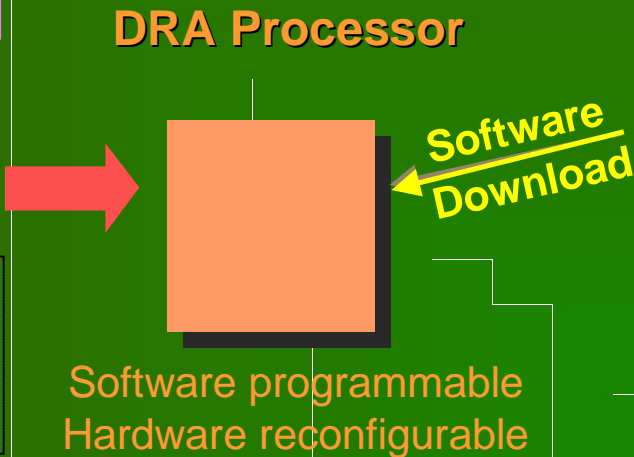 DRA Processor
Software
Download
Software programmable
Hardware reconfigurable